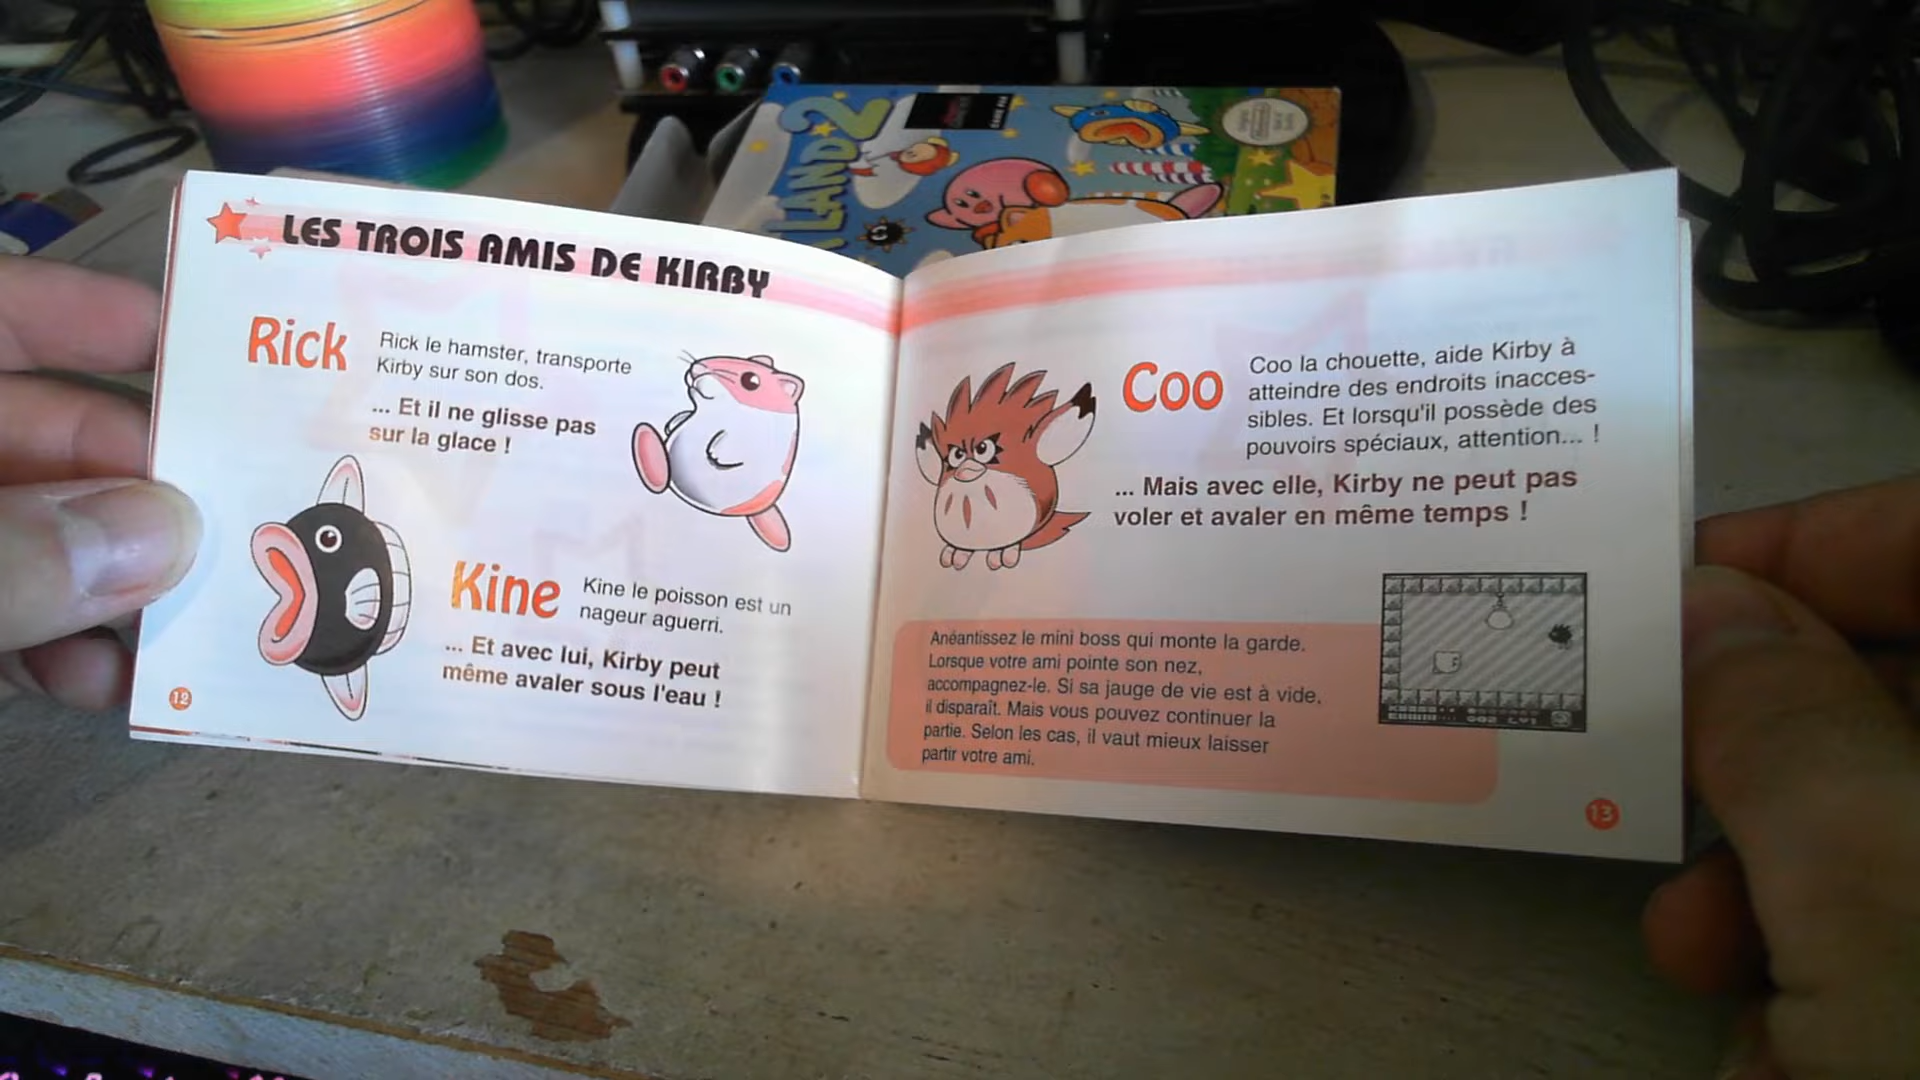 LAND 2
LES TROIS AMIS DE KIRBY
Rick
Rick le hamster, transporte
Kirby sur son dos.
... Et il ne glisse pas
sur la glace !
Kine
Kine le poisson est un
nageur aguerri.
... Et avec lui, Kirby peut
même avaler sous l'eau !
12
Coo
Coo la chouette, aide Kirby à
atteindre des endroits inacces-
sibles. Et lorsqu'il possède des
pouvoirs spéciaux, attention... !
... Mais avec elle, Kirby ne peut pas
voler et avaler en même temps !
Anéantissez le mini boss qui monte la garde.
Lorsque votre ami pointe son nez,
accompagnez-le. Si sa jauge de vie est à vide,
il disparaît. Mais vous pouvez continuer la
partie. Selon les cas, il vaut mieux laisser
partir votre ami.
13